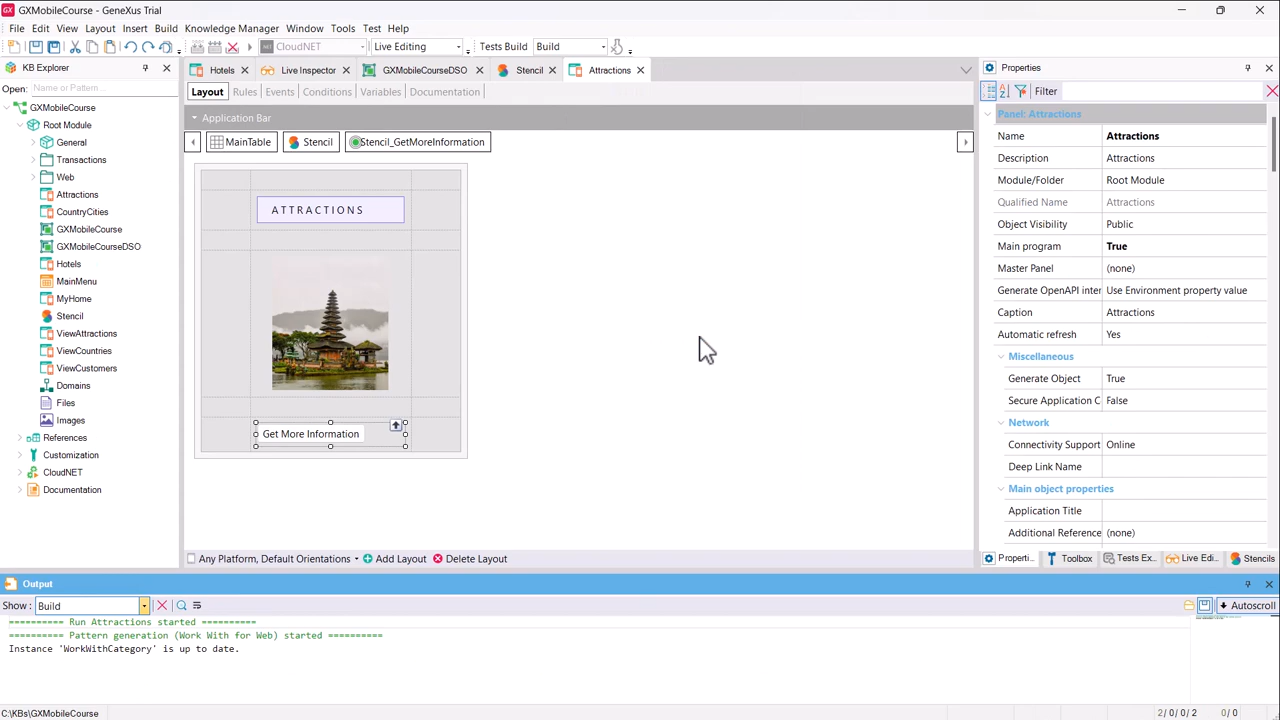 GX GXMobileCourse - GeneXus Trial
File Edit View Layout Insert Build Knowledge Manager Window Tools Test Help
CloudNET Live Editing Tests Build Build
KB Explorer
Open: Name or Pattern...
GXMobileCourse
Root Module
General
Transactions
Web
Attractions
CountryCities
GXMobileCourse
GXMobileCourseDSO
Hotels
MainMenu
MyHome
Stencil
ViewAttractions
ViewCountries
ViewCustomers
Domains
Files
Images
References
Customization
CloudNET
Documentation
Hotels Live Inspector GXMobileCourseDSO Stencil Attractions
Layout Rules Events Conditions Variables Documentation
Application Bar
MainTable Stencil Stencil_GetMoreInformation
ATTRACTIONS
Get More Information
Any Platform, Default Orientations Add Layout Delete Layout
Properties
Filter
Panel: Attractions
Name Attractions
Description Attractions
Module/Folder Root Module
Qualified Name Attractions
Object Visibility Public
Main program True
Master Panel (none)
Generate OpenAPI inter Use Environment property value
Caption Attractions
Automatic refresh Yes
Miscellaneous
Generate Object True
Secure Application C False
Network
Connectivity Support Online
Deep Link Name
Main object properties
Application Title
Additional Reference (none)
Properti... Toolbox Tests Ex... Live Edi... Stencils
Output
Show: Build Autoscroll
========== Run Attractions started ==========
========== Pattern generation (Work With for Web) started ==========
Instance 'WorkWithCategory' is up to date.
C:\KBs\GXMobileCourse 2/ 0/ 0/ 2 0/ 0